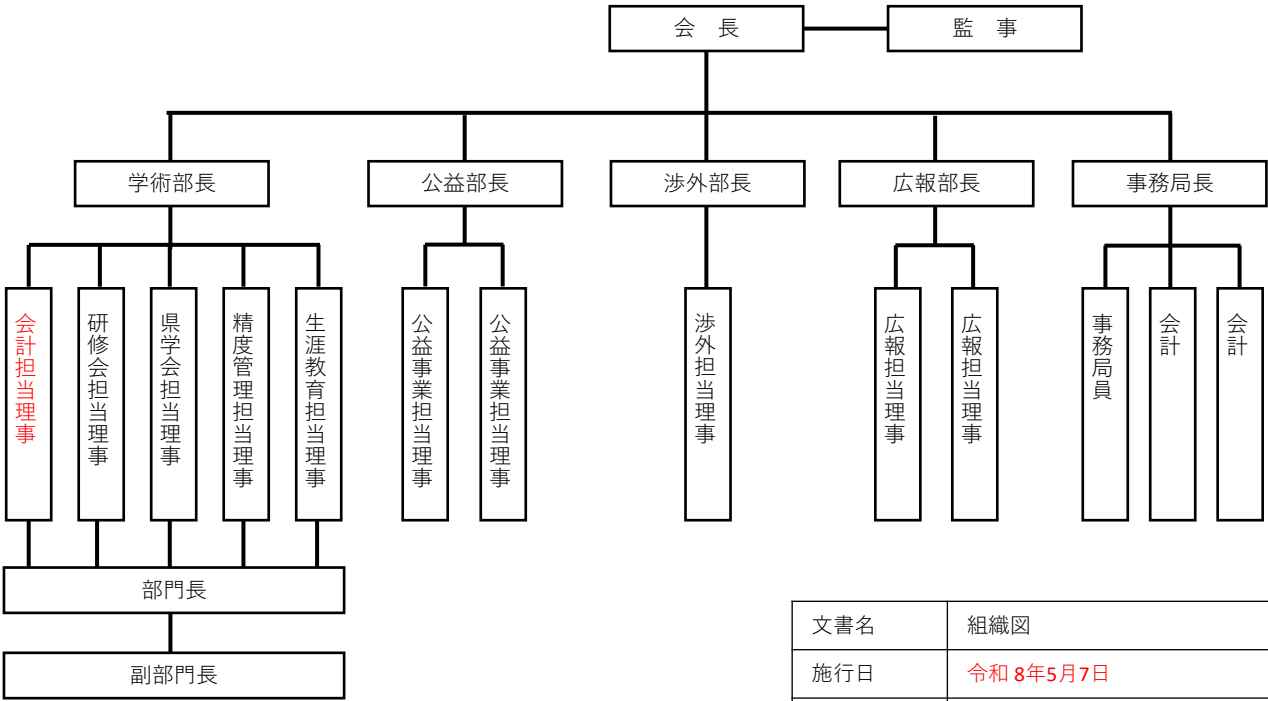 会　長
監　事
学術部長
公益部長
渉外部長
広報部長
事務局長
会計担当理事
研修会担当理事
県学会担当理事
精度管理担当理事
生涯教育担当理事
公益事業担当理事
公益事業担当理事
渉外担当理事
広報担当理事
広報担当理事
事務局員
会計
会計
部門長
副部門長
文書名
組織図
施行日
令和 8年5月7日